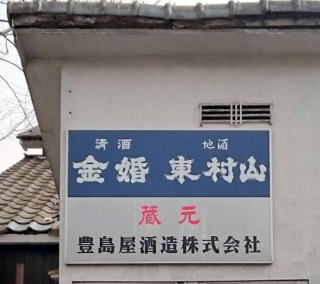 清酒 地酒
金婚 東村山
蔵元
豊島屋酒造株式会社